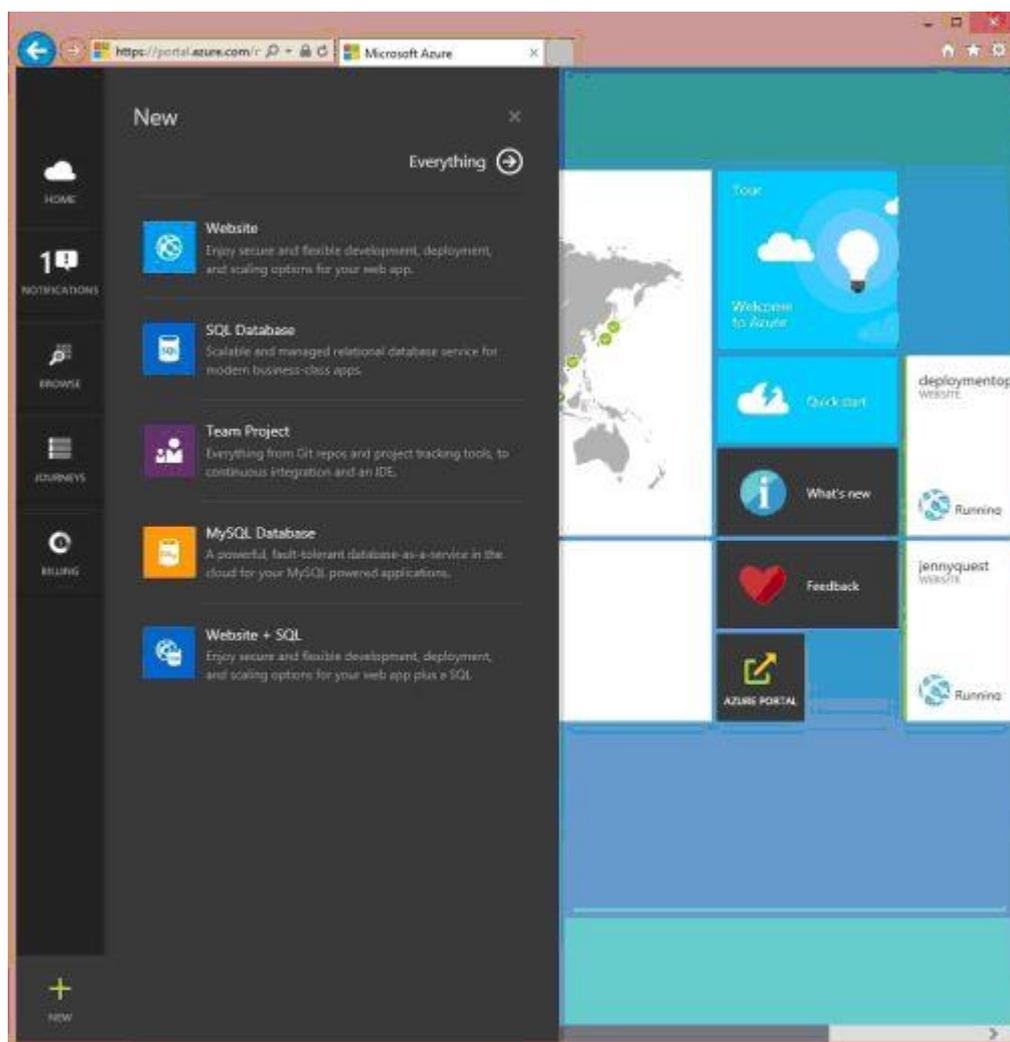 https://portal.azure.com/r
Microsoft Azure
New
Everything
HOME
1
NOTIFICATIONS
BROWSE
JOURNEYS
BILLING
NEW
Website
Enjoy secure and flexible development, deployment,
and scaling options for your web app.
SQL Database
Scalable and managed relational database service for
modern business-class apps.
Team Project
Everything from Git repos and project tracking tools, to
continuous integration and an IDE.
MySQL Database
A powerful, fault-tolerant database-as-a-service in the
cloud for your MySQL powered applications.
Website + SQL
Enjoy secure and flexible development, deployment,
and scaling options for your web app plus a SQL
Tour
Welcome
to Azure
Quick start
What's new
Feedback
AZURE PORTAL
deploymentop
WEBSITE
Running
jennyquest
WEBSITE
Running